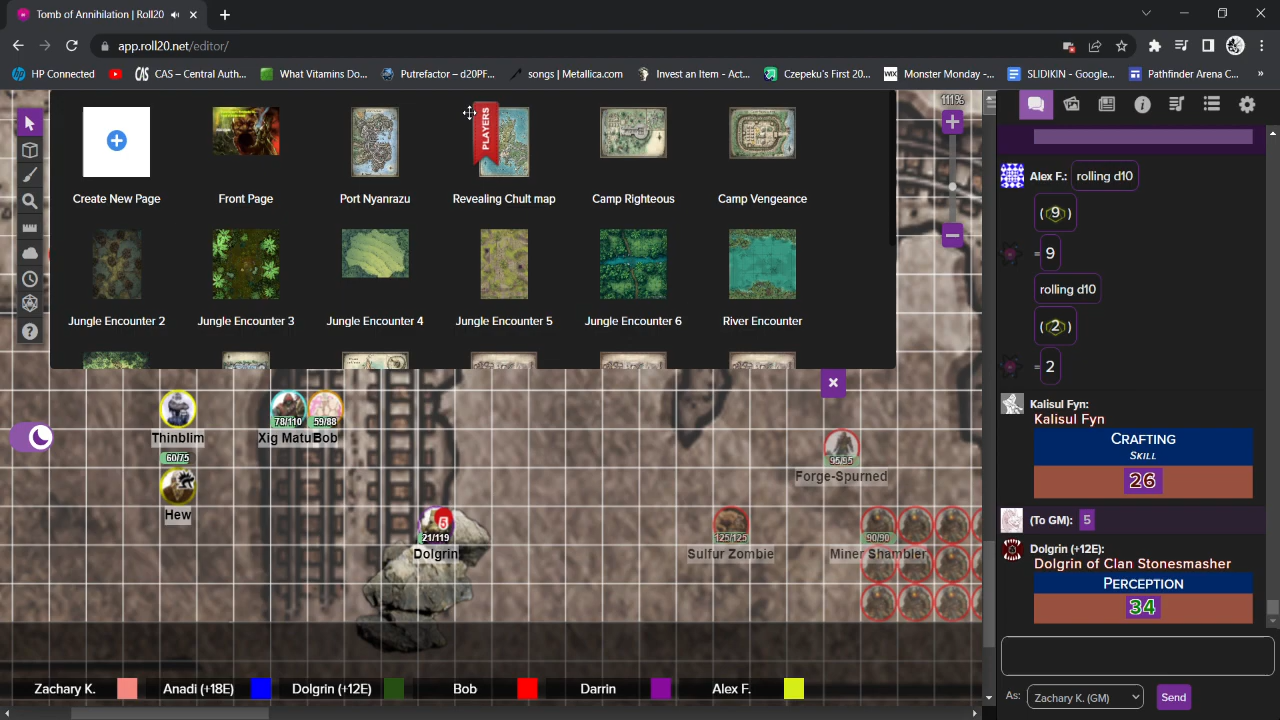 Tomb of Annihilation | Roll20
app.roll20.net/editor/
HP Connected
CAS – Central Auth...
What Vitamins Do...
Putrefactor – d20PF...
songs | Metallica.com
Invest an Item - Act...
Czepeku's First 20...
Monster Monday -...
SLIDIKIN - Google...
Pathfinder Arena C...
»
PLAYERS
Create New Page
Front Page
Port Nyanzaru
Revealing Chult map
Camp Righteous
Camp Vengeance
Jungle Encounter 2
Jungle Encounter 3
Jungle Encounter 4
Jungle Encounter 5
Jungle Encounter 6
River Encounter
111%
78/110
59/88
Thinblim
Xig Matu
Bob
60/75
Hew
95/95
Forge-Spurned
5
21/119
Dolgrin
125/125
Sulfur Zombie
90/90
Miner Shambler
Zachary K.
Anadi (+18E)
Dolgrin (+12E)
Bob
Darrin
Alex F.
Alex F.:
rolling d10
(9)
=9
rolling d10
(2)
=2
Kalisul Fyn:
Kalisul Fyn
CRAFTING
SKILL
26
(To GM): 5
Dolgrin (+12E):
Dolgrin of Clan Stonesmasher
PERCEPTION
34
As:
Zachary K. (GM)
Send